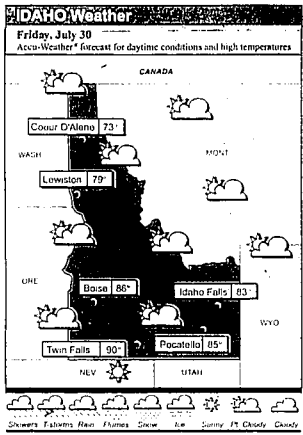 IDAHO Weather
Friday, July 30
Accu-Weather® forecast for daytime conditions and high temperatures
CANADA
Coeur D'Alene 73°
WASH
MONT
Lewiston 79°
ORE
Boise 86°
Idaho Falls 83°
WYO
Twin Falls 90°
Pocatello 85°
NEV
UTAH
Showers T-storms Rain Flurries Snow Ice Sunny Pt. Cloudy Cloudy